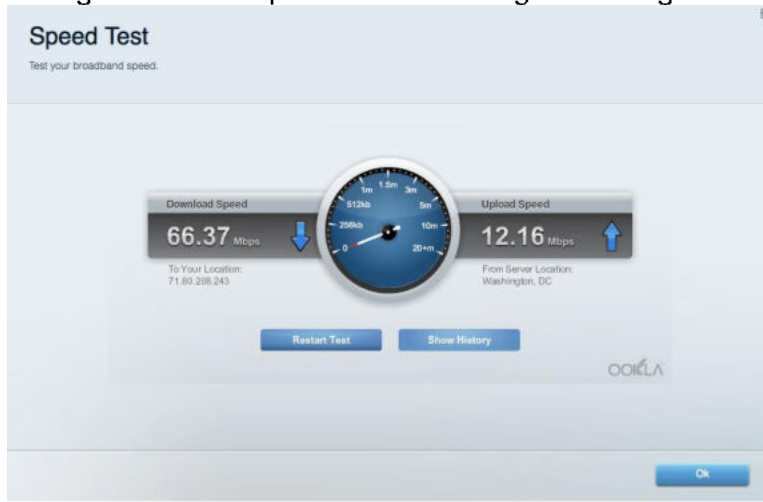 Speed Test
Test your broadband speed.
Download Speed
66.37 Mbps
To Your Location:
71.80.208.243
0
256kb
512kb
1m
1.5m
3m
5m
10m
20+m
Upload Speed
12.16 Mbps
From Server Location:
Washington, DC
Restart Test
Show History
OOKLA
Ok